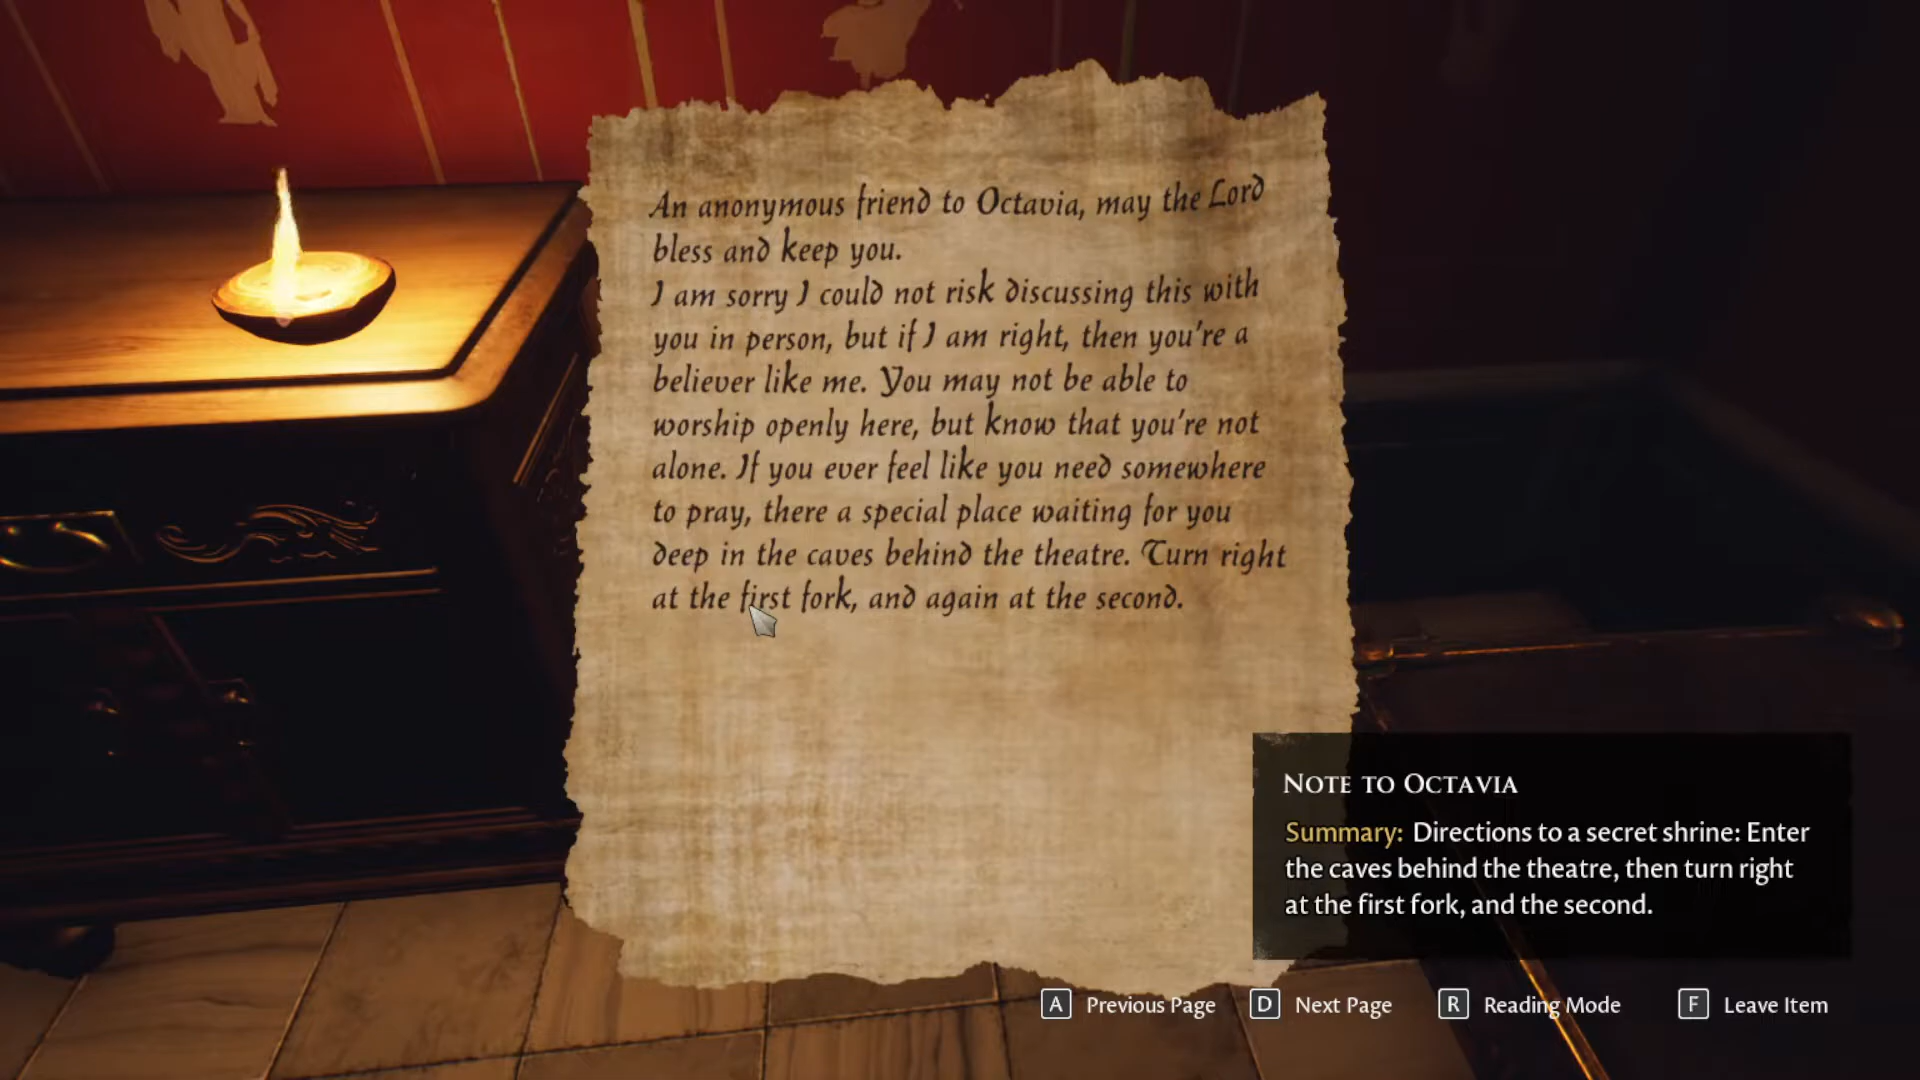 An anonymous friend to Octavia, may the Lord
bless and keep you.
I am sorry I could not risk discussing this with
you in person, but if I am right, then you're a
believer like me. You may not be able to
worship openly here, but know that you're not
alone. If you ever feel like you need somewhere
to pray, there a special place waiting for you
deep in the caves behind the theatre. Turn right
at the first fork, and again at the second.
NOTE TO OCTAVIA
Summary: Directions to a secret shrine: Enter
the caves behind the theatre, then turn right
at the first fork, and the second.
A Previous Page D Next Page R Reading Mode F Leave Item